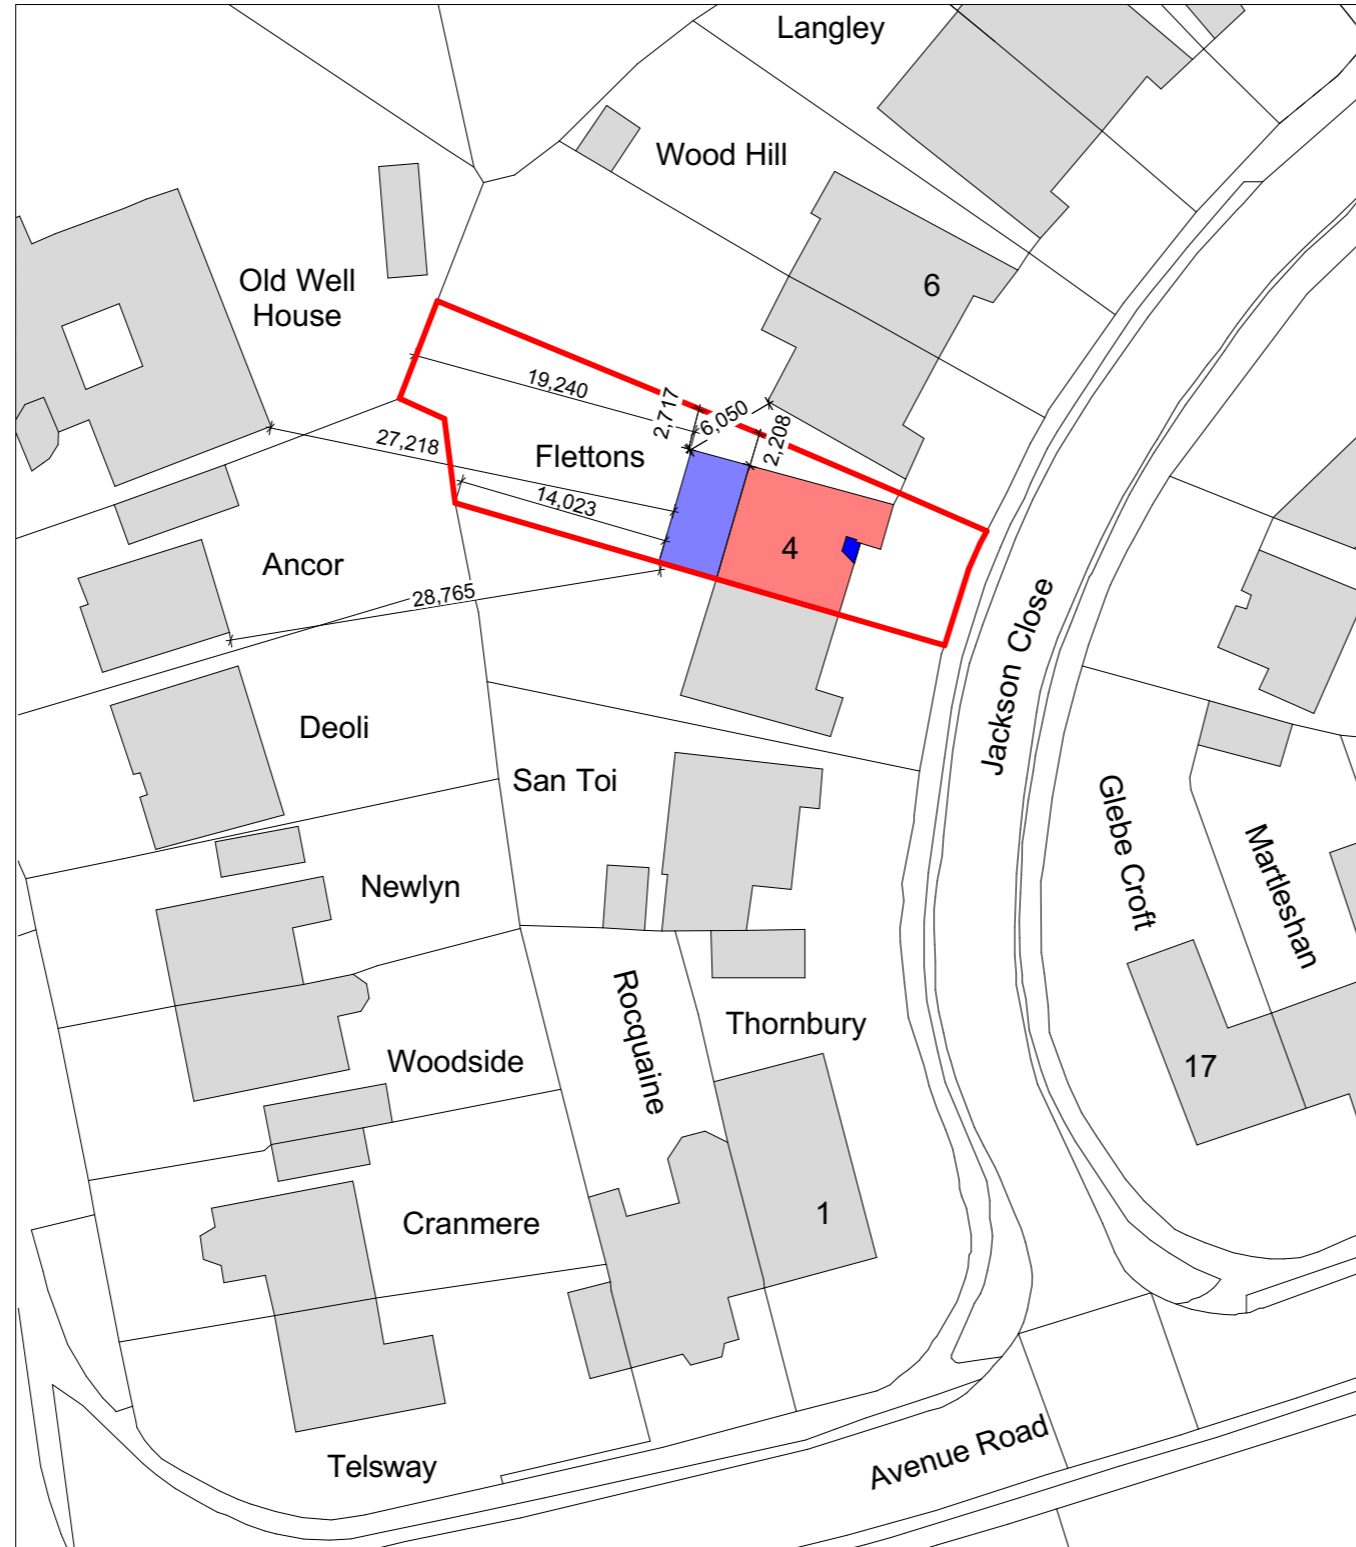 Langley
Wood Hill
Old Well
House
6
19,240
2,717
6,050
2,208
27,218
Flettons
14,023
4
Ancor
28,765
Jackson Close
Deoli
San Toi
Glebe Croft
Martleshan
Newlyn
Rocquaine
Thornbury
Woodside
17
Cranmere
1
Telsway
Avenue Road